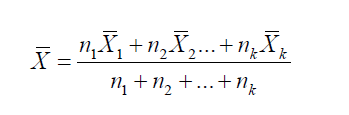 X̅ = (n₁X̅₁ + n₂X̅₂... + nₖX̅ₖ) / (n₁ + n₂ + ... + nₖ)